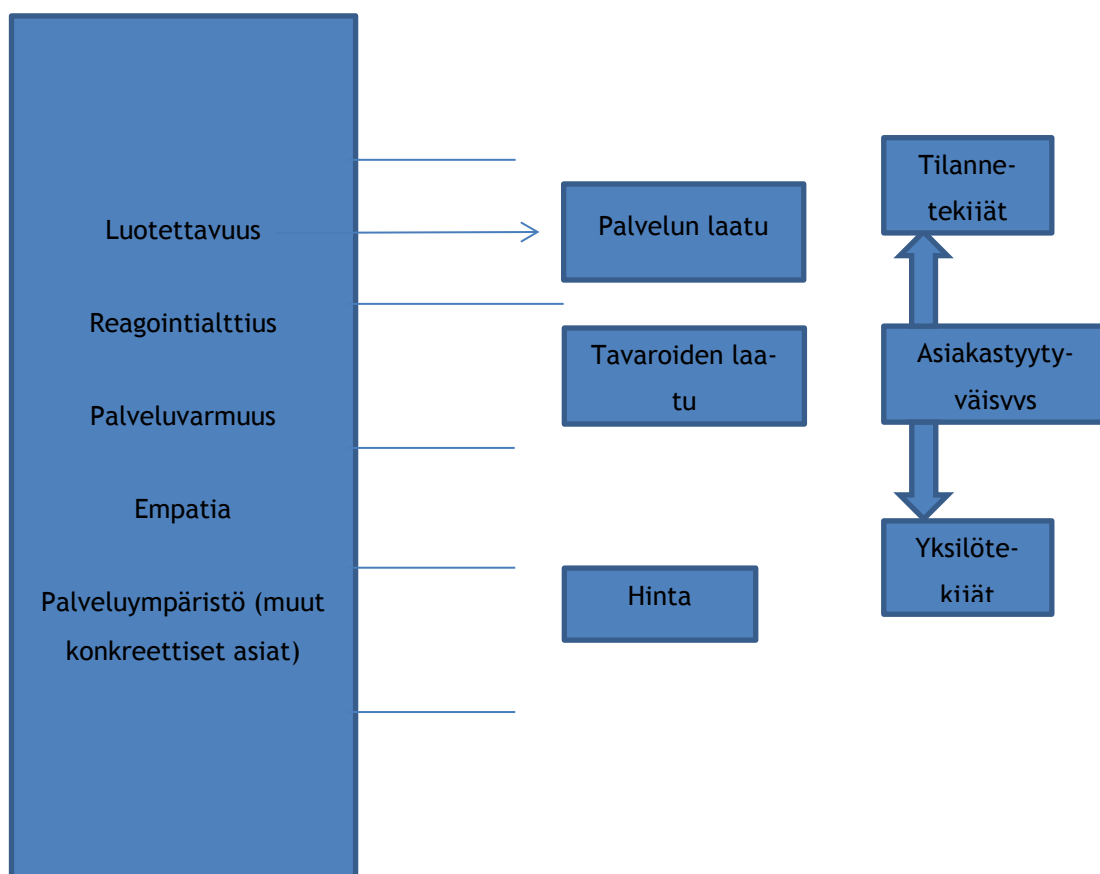 Luotettavuus
Reagointialttius
Palveluvarmuus
Empatia
Palveluympäristö (muut
konkreettiset asiat)
Palvelun laatu
Tavaroiden laa-
tu
Hinta
Tilanne-
tekijät
Asiakastyyty-
väisyys
Yksilöte-
kijät